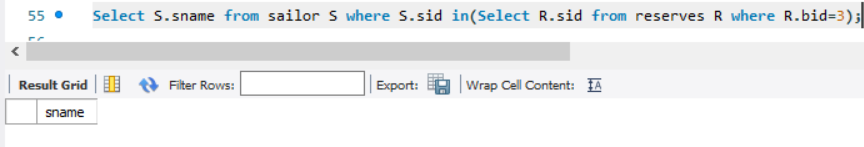 55 Select S.sname from sailor S where S.sid in(Select R.sid from reserves R where R.bid=3);
Result Grid Filter Rows: Export: Wrap Cell Content: IA
sname